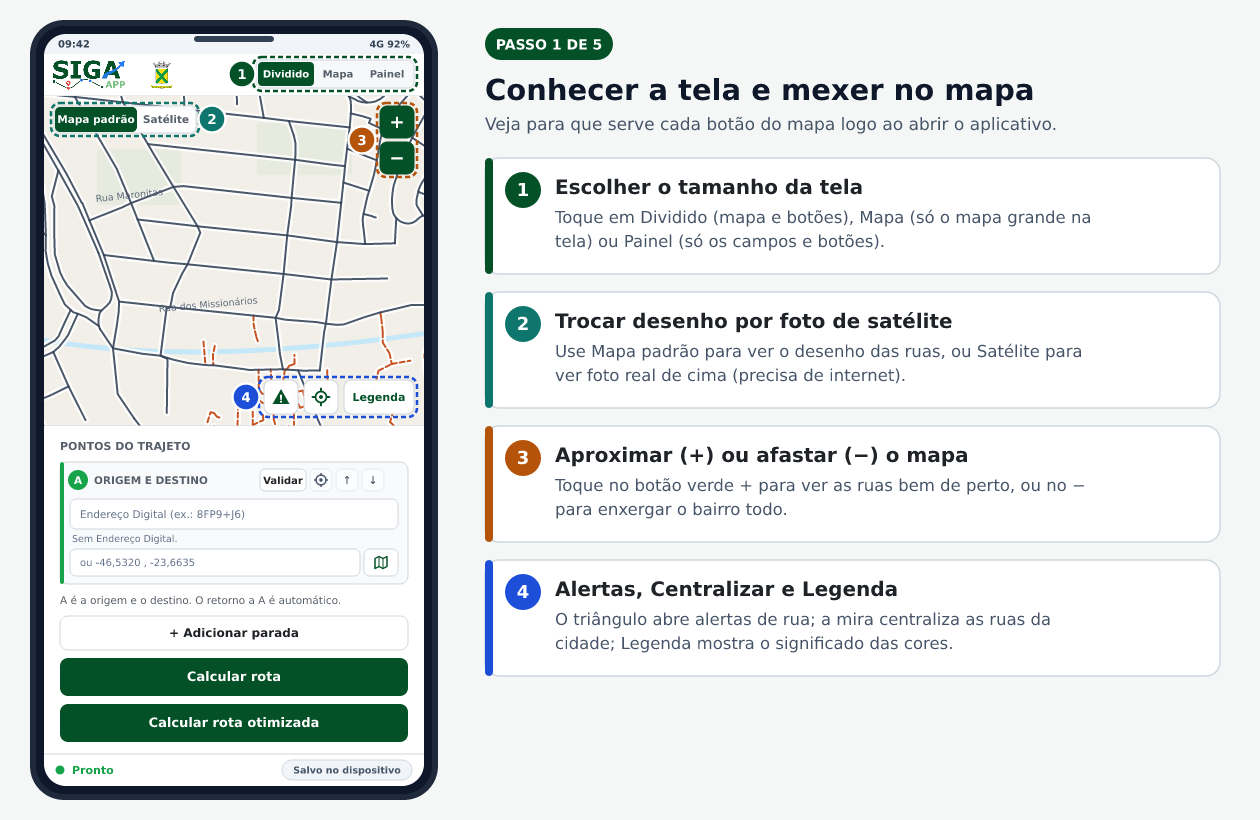 09:42
4G 92%
SIGA
APP
1
Dividido
Mapa
Painel
Mapa padrão
Satélite
2
3
+
−
Rua Maronitas
Rua dos Missionários
4
Legenda
PONTOS DO TRAJETO
A
ORIGEM E DESTINO
Validar
↑
↓
Endereço Digital (ex.: 8FP9+J6)
Sem Endereço Digital.
ou -46,5320 , -23,6635
A é a origem e o destino. O retorno a A é automático.
+ Adicionar parada
Calcular rota
Calcular rota otimizada
Pronto
Salvo no dispositivo
PASSO 1 DE 5
Conhecer a tela e mexer no mapa
Veja para que serve cada botão do mapa logo ao abrir o aplicativo.
1
Escolher o tamanho da tela
Toque em Dividido (mapa e botões), Mapa (só o mapa grande na
tela) ou Painel (só os campos e botões).
2
Trocar desenho por foto de satélite
Use Mapa padrão para ver o desenho das ruas, ou Satélite para
ver foto real de cima (precisa de internet).
3
Aproximar (+) ou afastar (−) o mapa
Toque no botão verde + para ver as ruas bem de perto, ou no −
para enxergar o bairro todo.
4
Alertas, Centralizar e Legenda
O triângulo abre alertas de rua; a mira centraliza as ruas da
cidade; Legenda mostra o significado das cores.